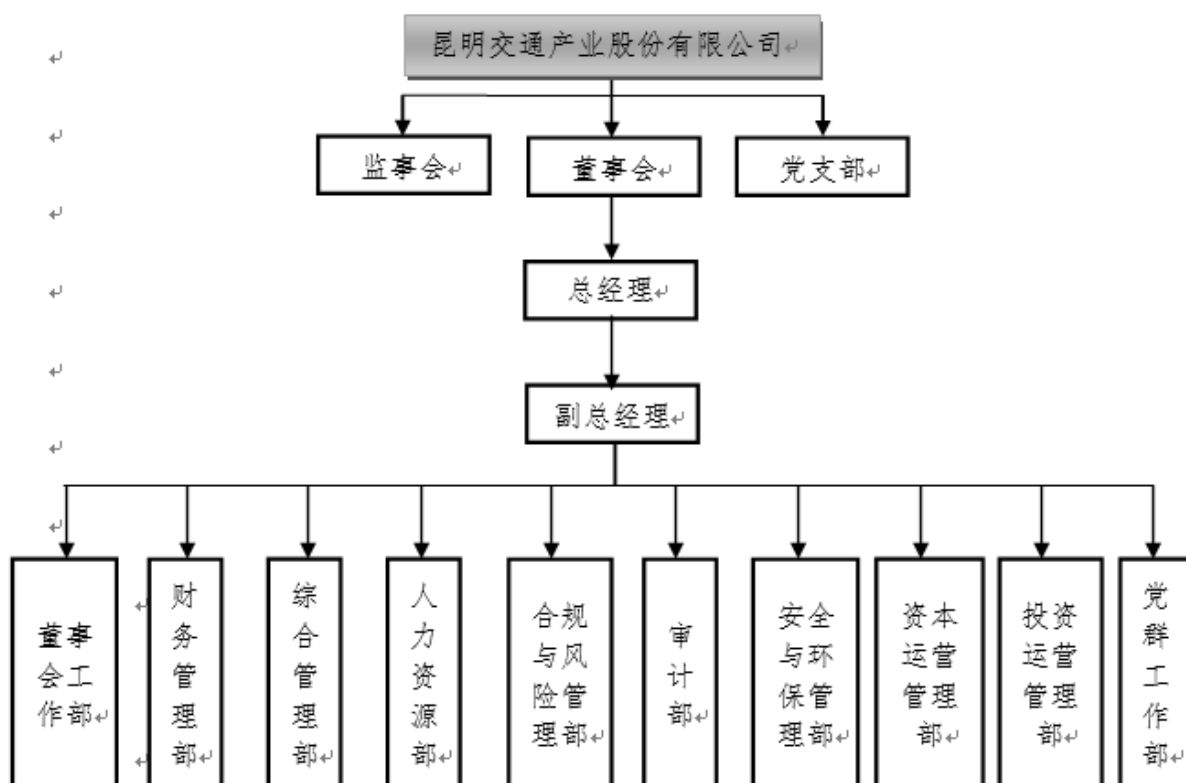 昆明交通产业股份有限公司
监事会
董事会
党支部
总经理
副总经理
董事
会工
作部
财
务
管
理
部
综
合
管
理
部
人
力
资
源
部
合规
与风
险管
理部
审
计
部
安全
与环
保管
理部
资本
运营
管理
部
投资
运营
管理
部
党
群
工
作
部